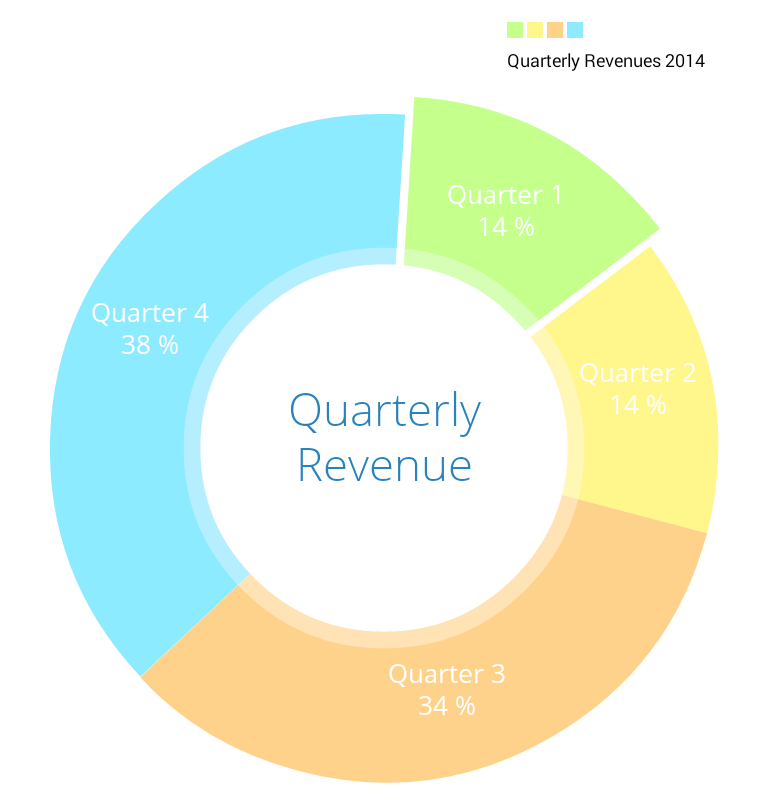 Quarterly Revenues 2014
Quarter 1
14 %
Quarter 4
38 %
Quarter 2
14 %
Quarterly
Revenue
Quarter 3
34 %